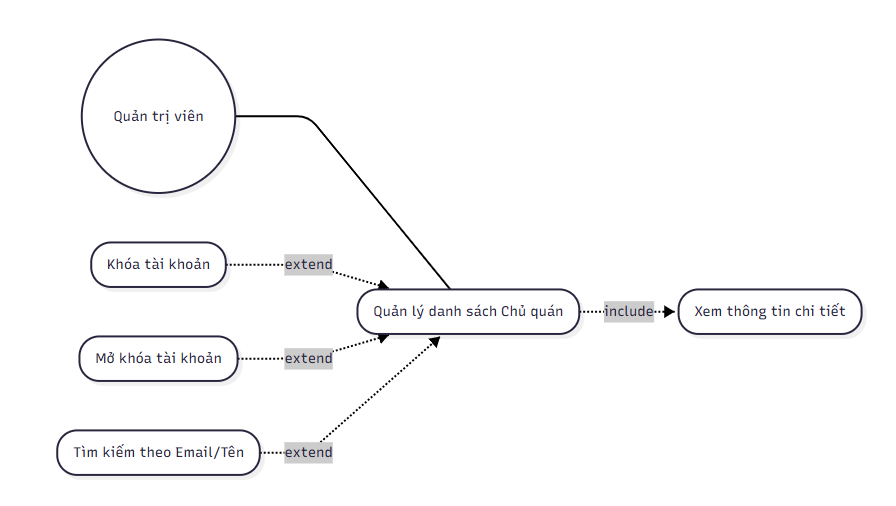 Quản trị viên
Khóa tài khoản
extend
Quản lý danh sách Chủ quán
include
Xem thông tin chi tiết
Mở khóa tài khoản
extend
Tìm kiếm theo Email/Tên
extend